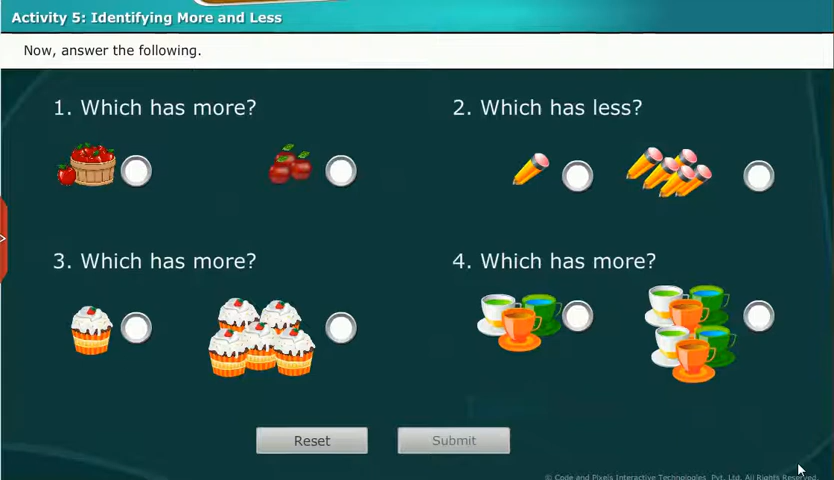 Activity 5: Identifying More and Less
Now, answer the following.
1. Which has more?
2. Which has less?
3. Which has more?
4. Which has more?
Reset
Submit
© Code and Pixels Interactive Technologies Pvt. Ltd. All Rights Reserved.